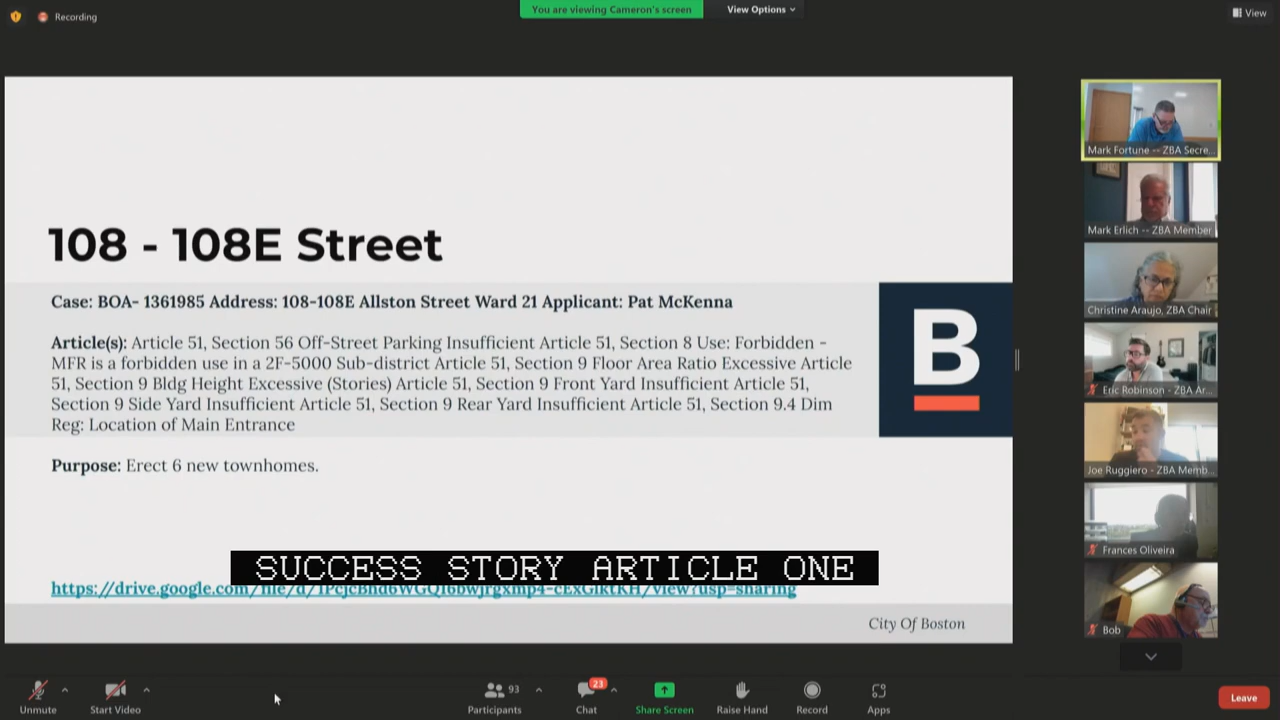 Recording
You are viewing Cameron's screen
View Options
View
108 - 108E Street
Case: BOA- 1361985 Address: 108-108E Allston Street Ward 21 Applicant: Pat McKenna
Article(s): Article 51, Section 56 Off-Street Parking Insufficient Article 51, Section 8 Use: Forbidden -
MFR is a forbidden use in a 2F-5000 Sub-district Article 51, Section 9 Floor Area Ratio Excessive Article
51, Section 9 Bldg Height Excessive (Stories) Article 51, Section 9 Front Yard Insufficient Article 51,
Section 9 Side Yard Insufficient Article 51, Section 9 Rear Yard Insufficient Article 51, Section 9.4 Dim
Reg: Location of Main Entrance
B
Purpose: Erect 6 new townhomes.
SUCCESS STORY ARTICLE ONE
City Of Boston
Mark Fortune -- ZBA Secre...
Mark Erlich -- ZBA Member
Christine Araujo, ZBA Chair
Eric Robinson - ZBA Ar...
Joe Ruggiero - ZBA Memb...
Frances Oliveira
Bob
Unmute
Start Video
93
Participants
23
Chat
Share Screen
Raise Hand
Record
Apps
Leave